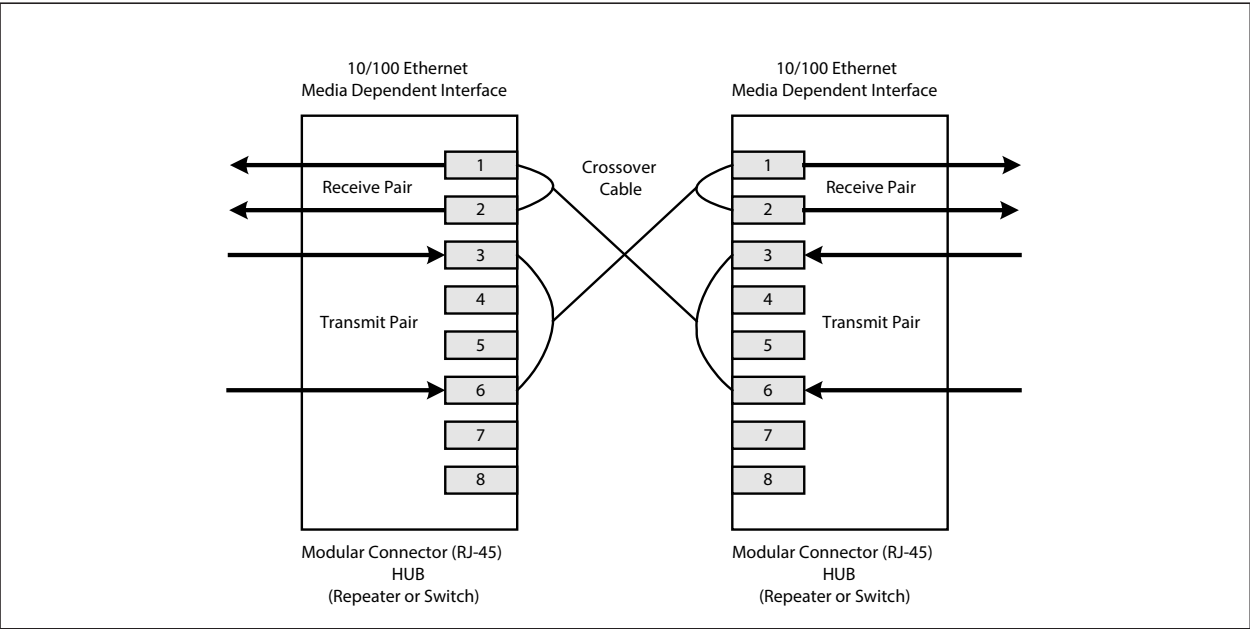 10/100 Ethernet
Media Dependent Interface
10/100 Ethernet
Media Dependent Interface
1
Crossover
Cable
1
Receive Pair
Receive Pair
2
2
3
3
4
4
Transmit Pair
Transmit Pair
5
5
6
6
7
7
8
8
Modular Connector (RJ-45)
HUB
(Repeater or Switch)
Modular Connector (RJ-45)
HUB
(Repeater or Switch)